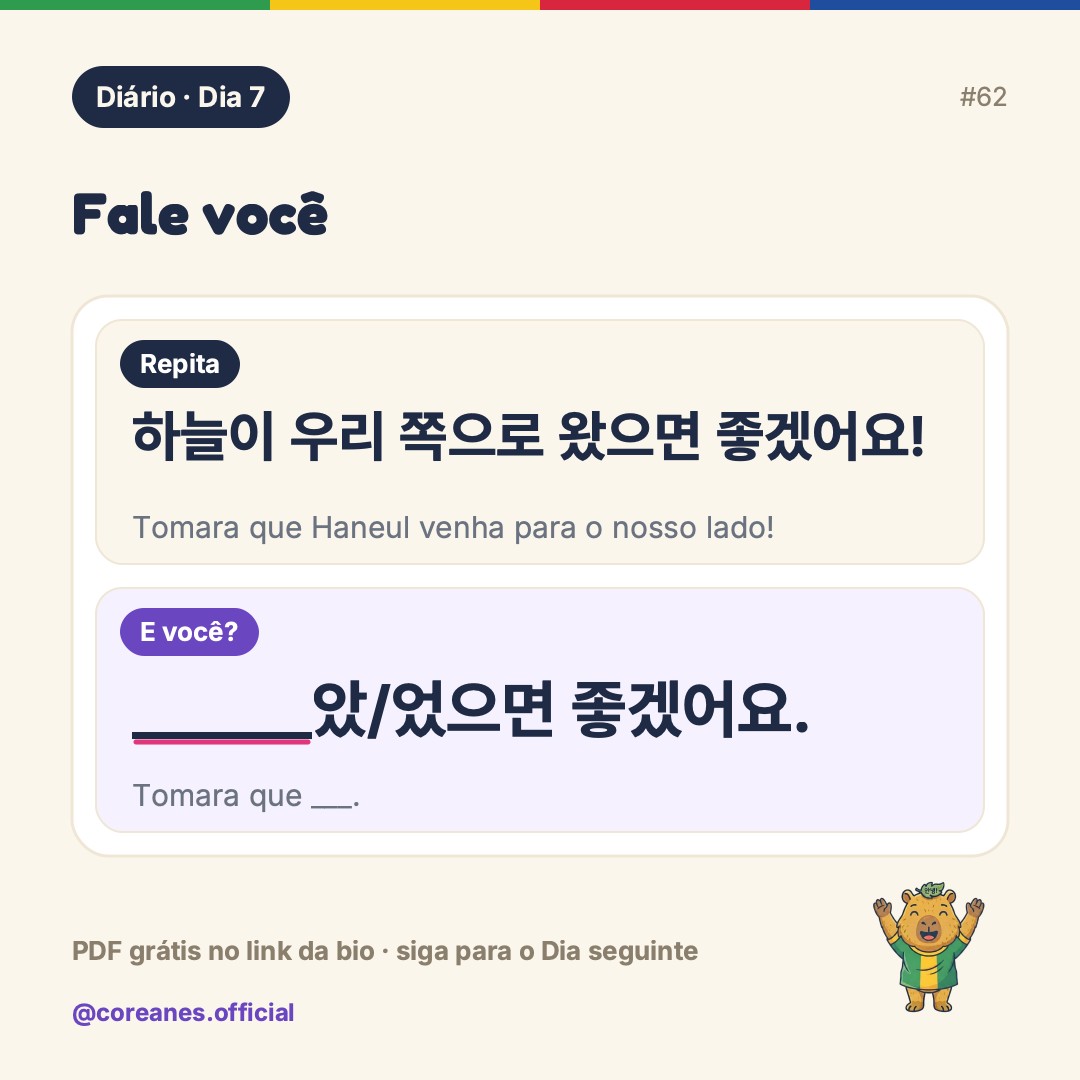 Diário · Dia 7
#62
Fale você
Repita
하늘이 우리 쪽으로 왔으면 좋겠어요!
Tomara que Haneul venha para o nosso lado!
E você?
______았/었으면 좋겠어요.
Tomara que ___.
PDF grátis no link da bio · siga para o Dia seguinte
@coreanes.official